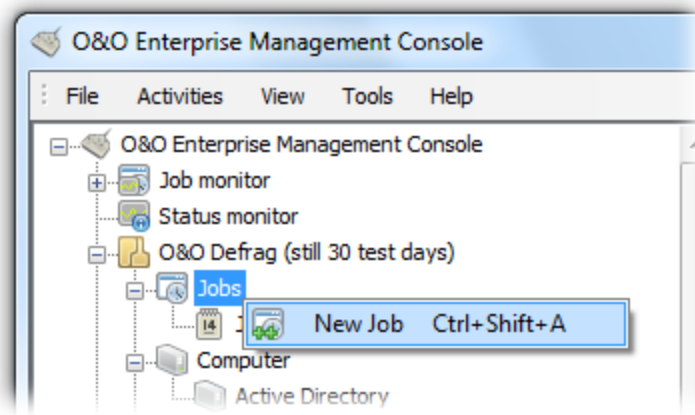 O&O Enterprise Management Console
File Activities View Tools Help
O&O Enterprise Management Console
Job monitor
Status monitor
O&O Defrag (still 30 test days)
Jobs
14
New Job Ctrl+Shift+A
Computer
Active Directory